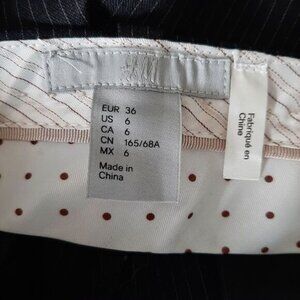 H&M
EUR 36
US 6
CA 6
CN 165/68A
MX 6
Made in
China
Fabriqué en
Chine